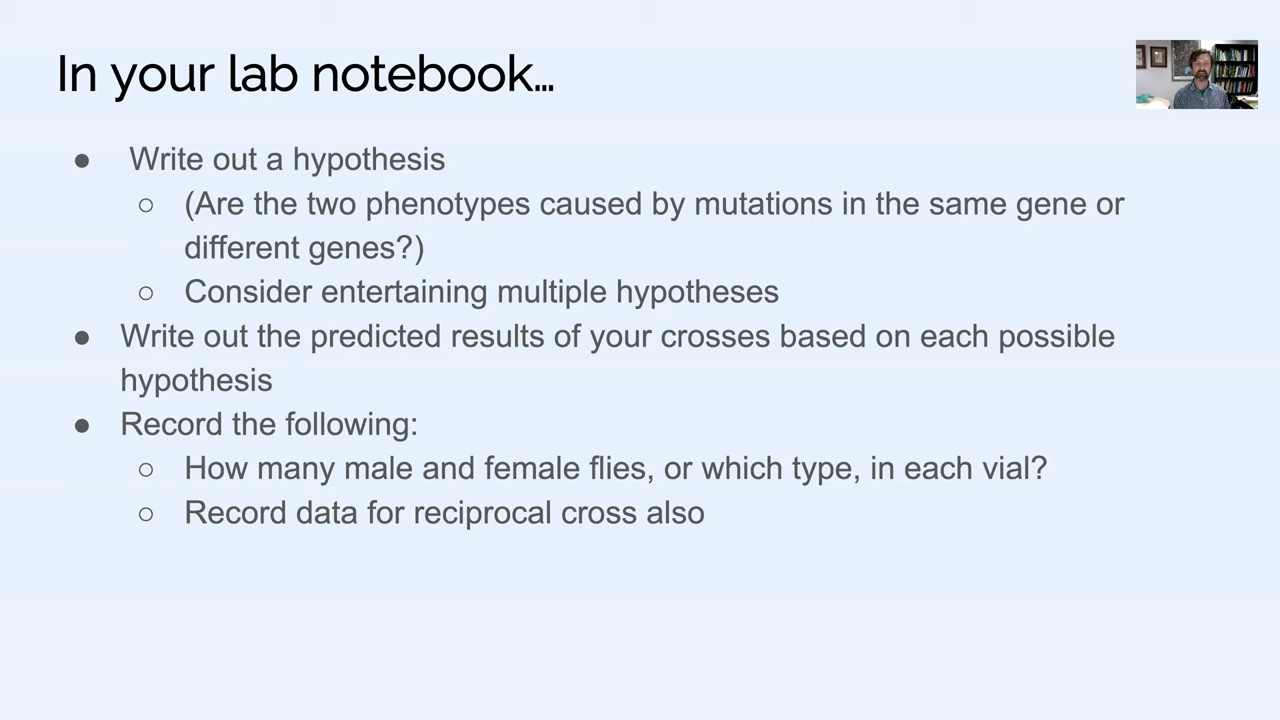 In your lab notebook…
● Write out a hypothesis
○ (Are the two phenotypes caused by mutations in the same gene or
different genes?)
○ Consider entertaining multiple hypotheses
● Write out the predicted results of your crosses based on each possible
hypothesis
● Record the following:
○ How many male and female flies, or which type, in each vial?
○ Record data for reciprocal cross also